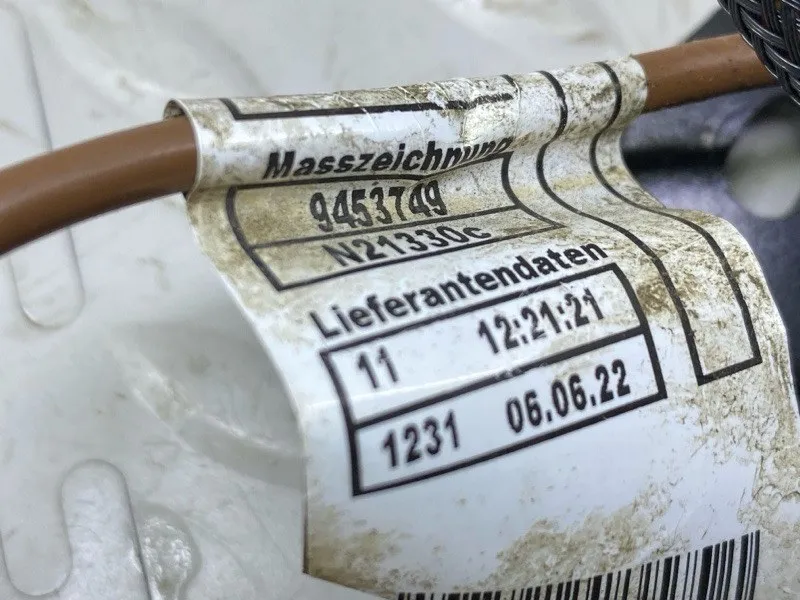 Masszeichnung
9453749
N21330c
Lieferantendaten
11 12:21:21
1231 06.06.22